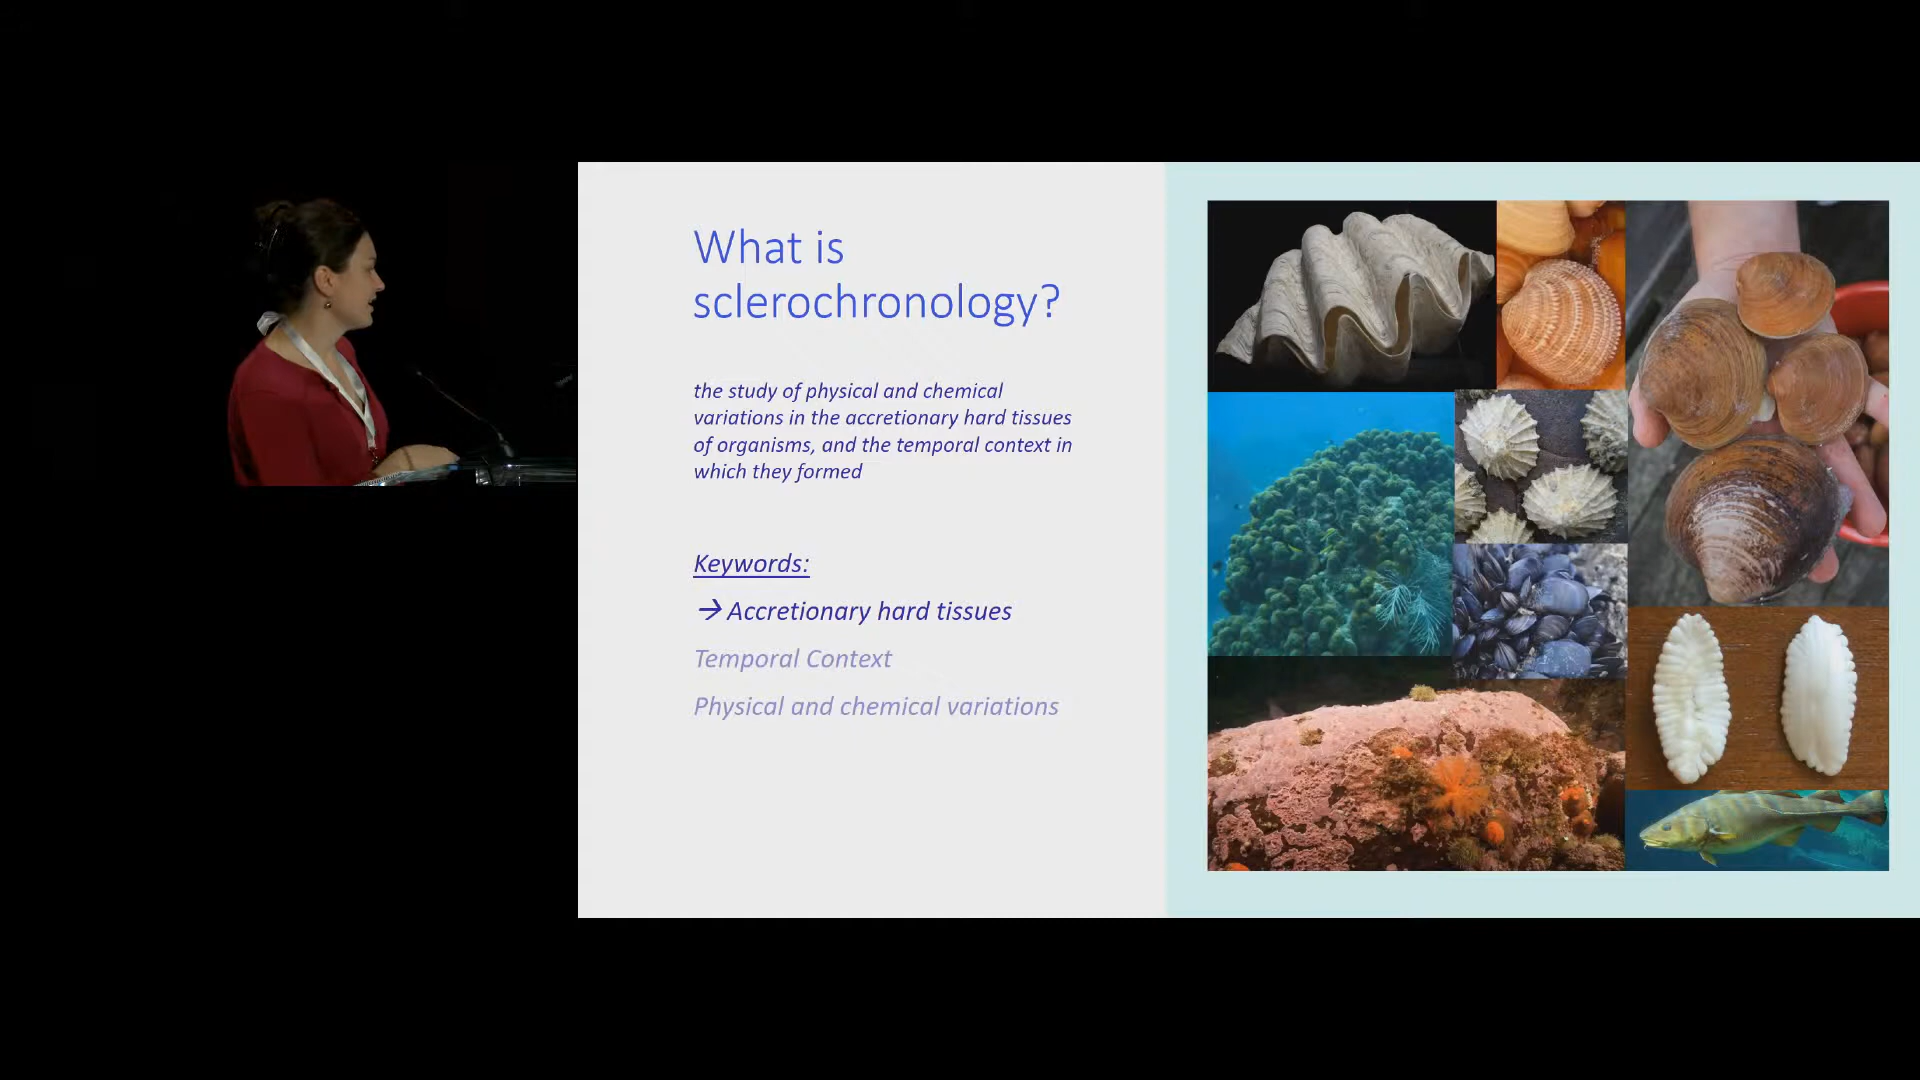 What is
sclerochronology?
the study of physical and chemical
variations in the accretionary hard tissues
of organisms, and the temporal context in
which they formed
Keywords:
→ Accretionary hard tissues
Temporal Context
Physical and chemical variations